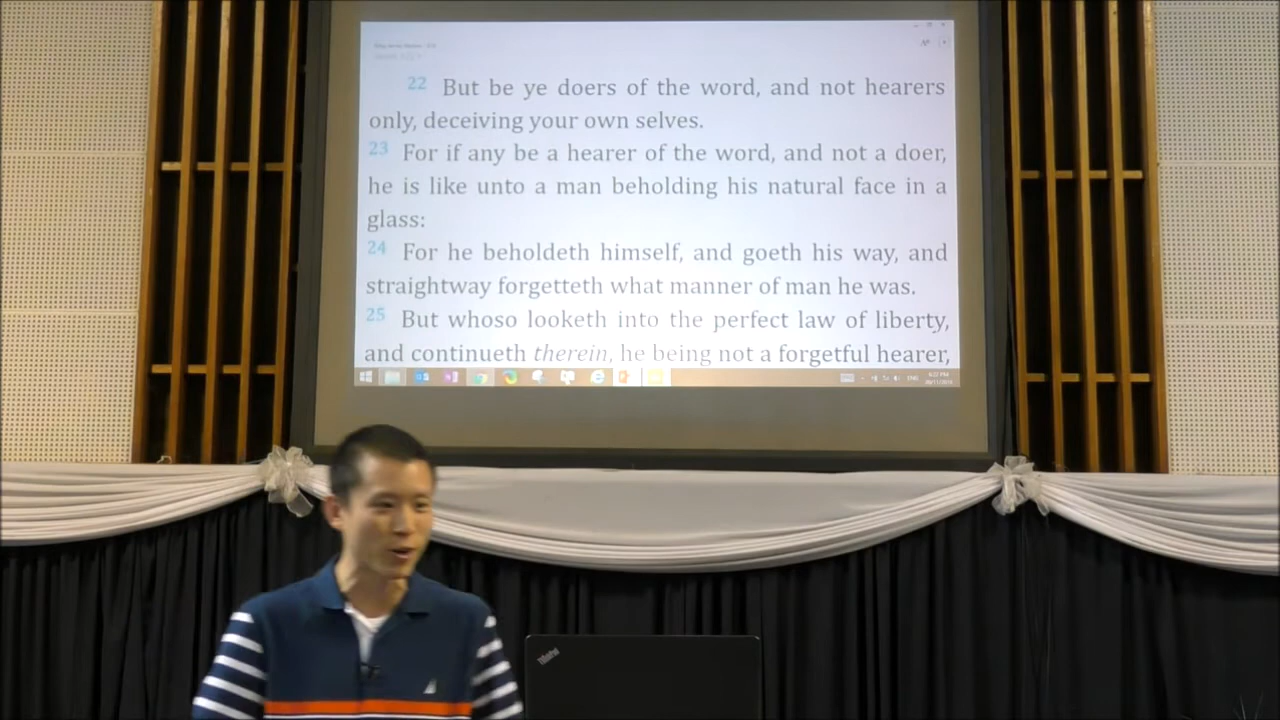 22 But be ye doers of the word, and not hearers
only, deceiving your own selves.
23 For if any be a hearer of the word, and not a doer,
he is like unto a man beholding his natural face in a
glass:
24 For he beholdeth himself, and goeth his way, and
straightway forgetteth what manner of man he was.
25 But whoso looketh into the perfect law of liberty,
and continueth therein, he being not a forgetful hearer,
ENG
ThinkPad